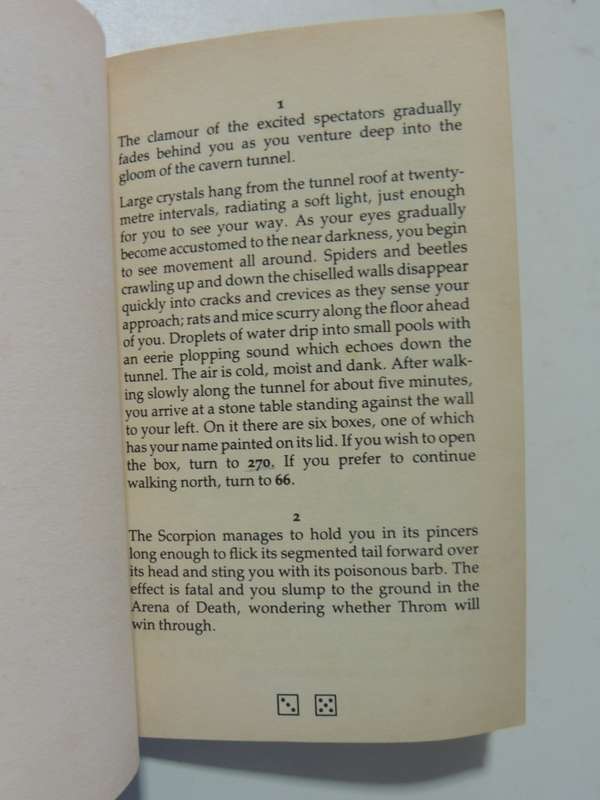 1
The clamour of the excited spectators gradually
fades behind you as you venture deep into the
gloom of the cavern tunnel.
Large crystals hang from the tunnel roof at twenty-
metre intervals, radiating a soft light, just enough
for you to see your way. As your eyes gradually
become accustomed to the near darkness, you begin
to see movement all around. Spiders and beetles
crawling up and down the chiselled walls disappear
quickly into cracks and crevices as they sense your
approach; rats and mice scurry along the floor ahead
of you. Droplets of water drip into small pools with
an eerie plopping sound which echoes down the
tunnel. The air is cold, moist and dank. After walk-
ing slowly along the tunnel for about five minutes,
you arrive at a stone table standing against the wall
to your left. On it there are six boxes, one of which
has your name painted on its lid. If you wish to open
the box, turn to 270. If you prefer to continue
walking north, turn to 66.
2
The Scorpion manages to hold you in its pincers
long enough to flick its segmented tail forward over
its head and sting you with its poisonous barb. The
effect is fatal and you slump to the ground in the
Arena of Death, wondering whether Throm will
win through.